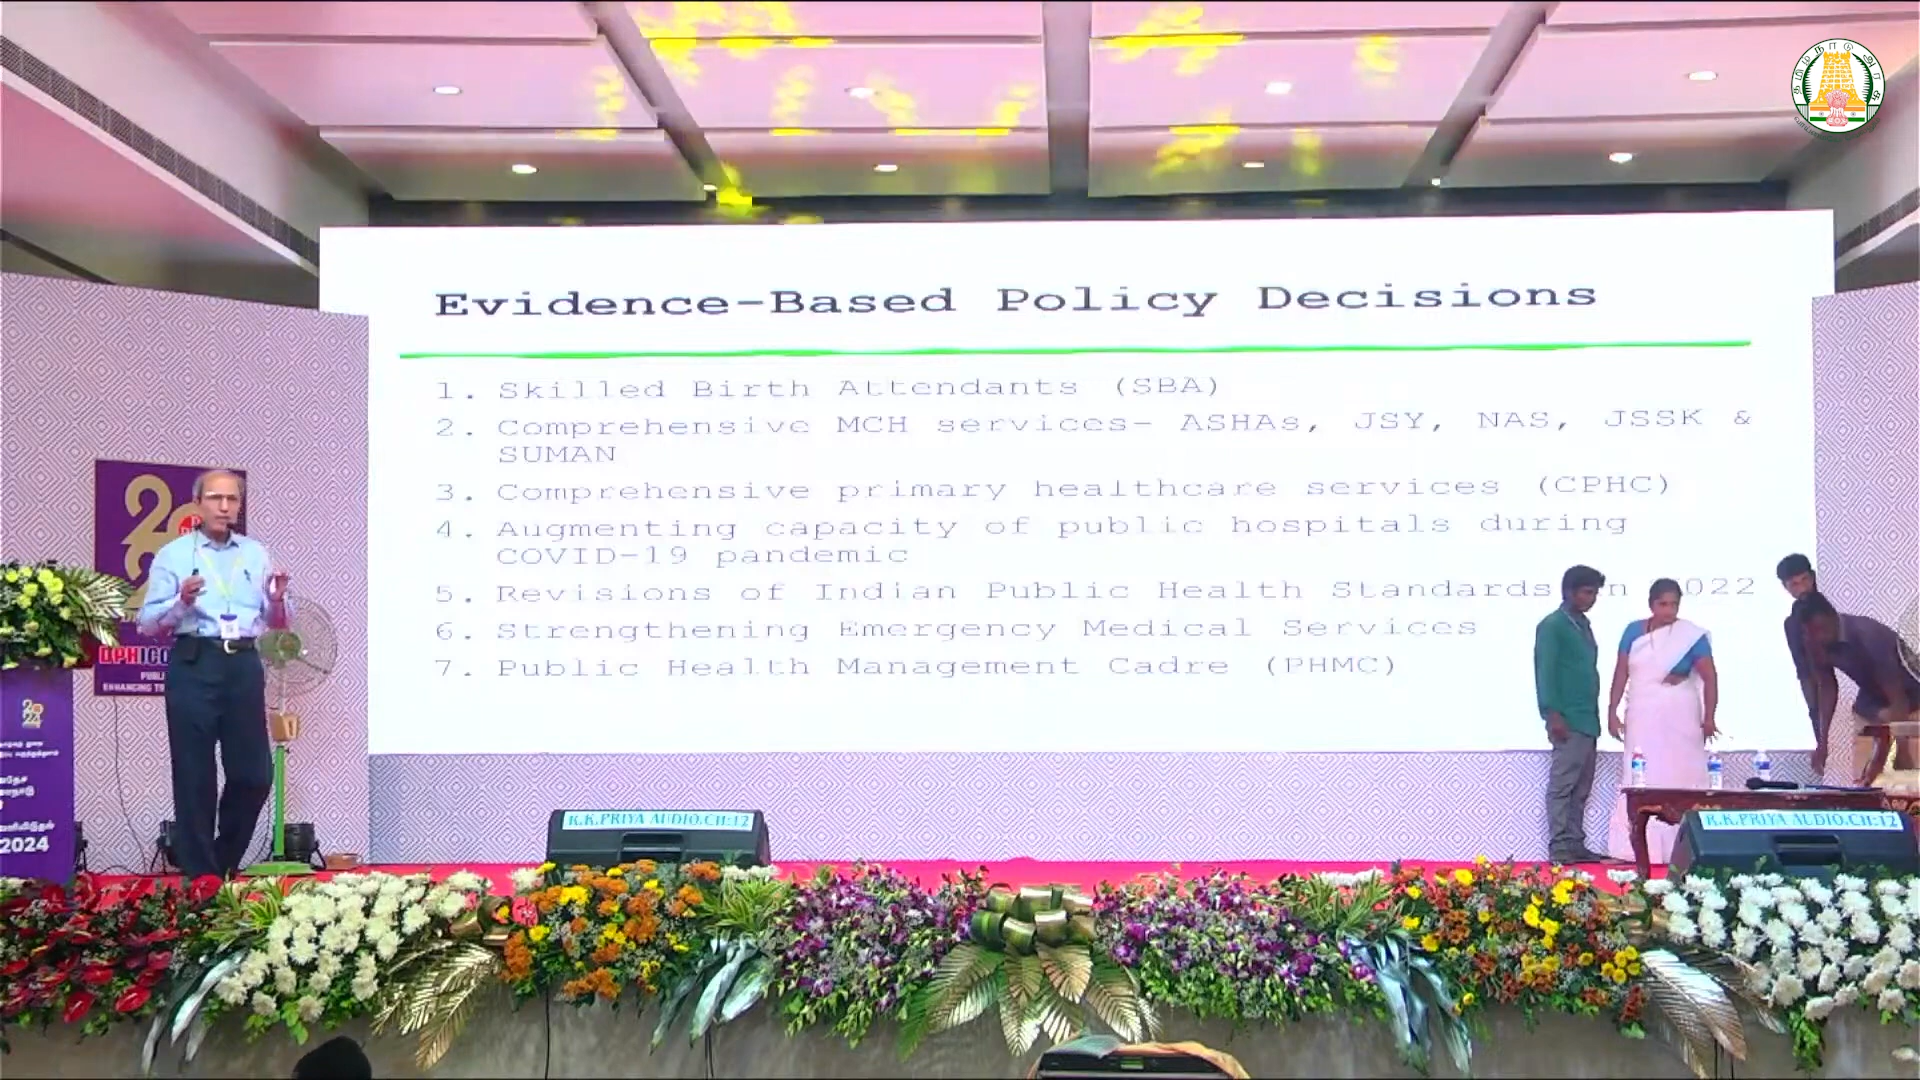 Evidence-Based Policy Decisions
1. Skilled Birth Attendants (SBA)
2. Comprehensive MCH services- ASHAs, JSY, NAS, JSSK &
SUMAN
3. Comprehensive primary healthcare services (CPHC)
4. Augmenting capacity of public hospitals during
COVID-19 pandemic
5. Revisions of Indian Public Health Standards
6. Strengthening Emergency Medical Services
7. Public Health Management Cadre (PHMC)
2024
R.K.PRIYA AUDIO.CH:12
R.K.PRIYA AUDIO.CH:12